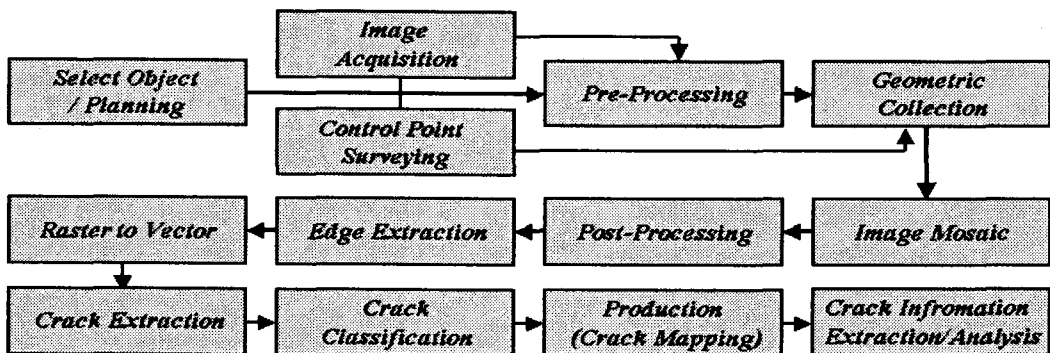 Image
Acquisition
Select Object
/ Planning
Pre-Processing
Geometric
Collection
Control Point
Surveying
Raster to Vector
Edge Extraction
Post-Processing
Image Mosaic
Crack Extraction
Crack
Classification
Production
(Crack Mapping)
Crack Infromation
Extraction/Analysis